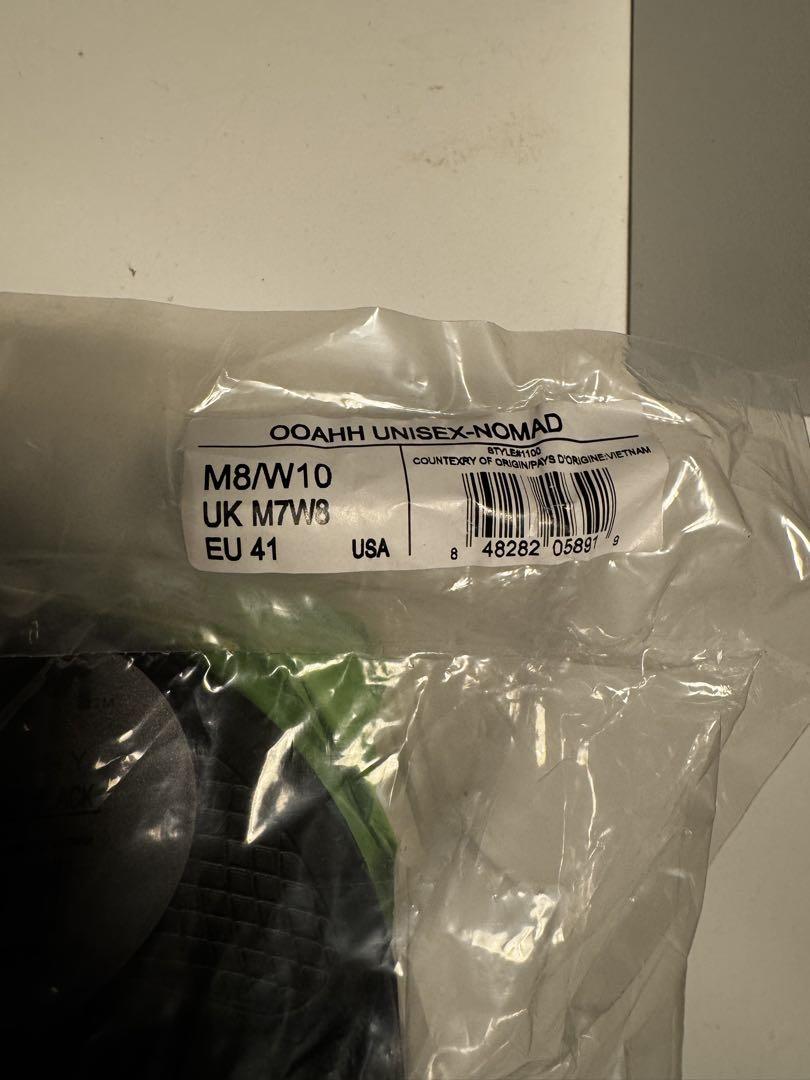 OOAHH UNISEX-NOMAD
STYLE#1100
COUNTEXRY OF ORIGIN/PAYS D'ORIGINE:VIETNAM
M8/W10
UK M7W8
EU 41
USA
8 48282 05891 9